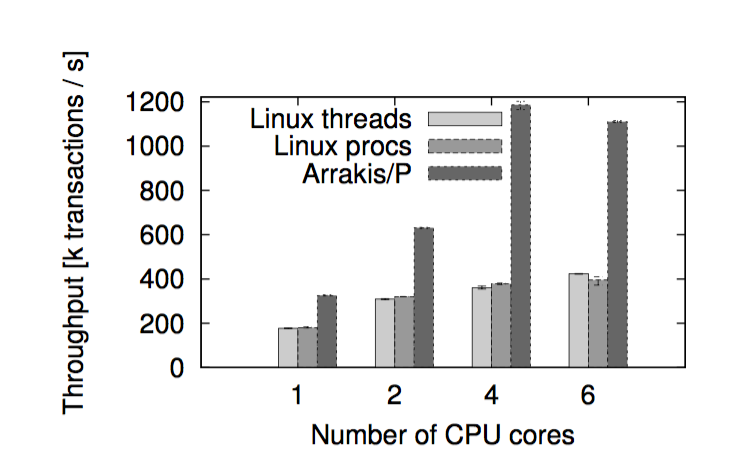 Throughput [k transactions / s]
1200
1000
800
600
400
200
0
Linux threads
Linux procs
Arrakis/P
1 2 4 6
Number of CPU cores